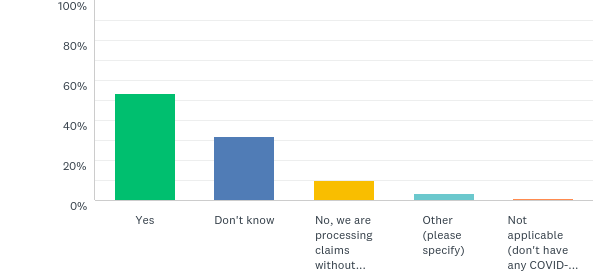 100%
80%
60%
40%
20%
0%
Yes
Don't know
No, we are
processing
claims
without...
Other
(please
specify)
Not
applicable
(don't have
any COVID-...